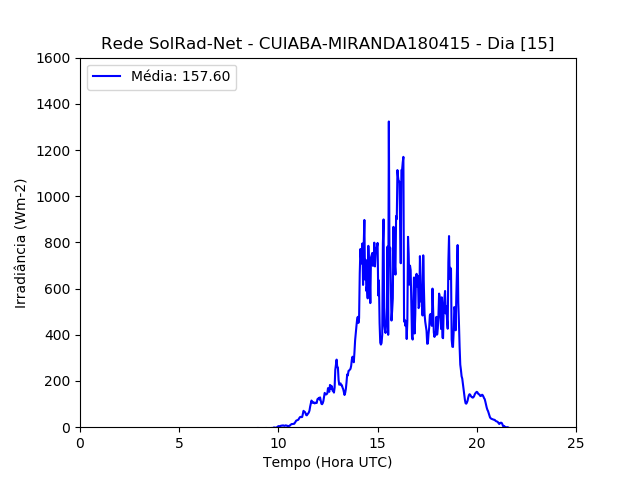 Rede SolRad-Net - CUIABA-MIRANDA180415 - Dia [15]
Média: 157.60
1600
1400
1200
1000
800
600
400
200
0
Irradiância (Wm-2)
0 5 10 15 20 25
Tempo (Hora UTC)